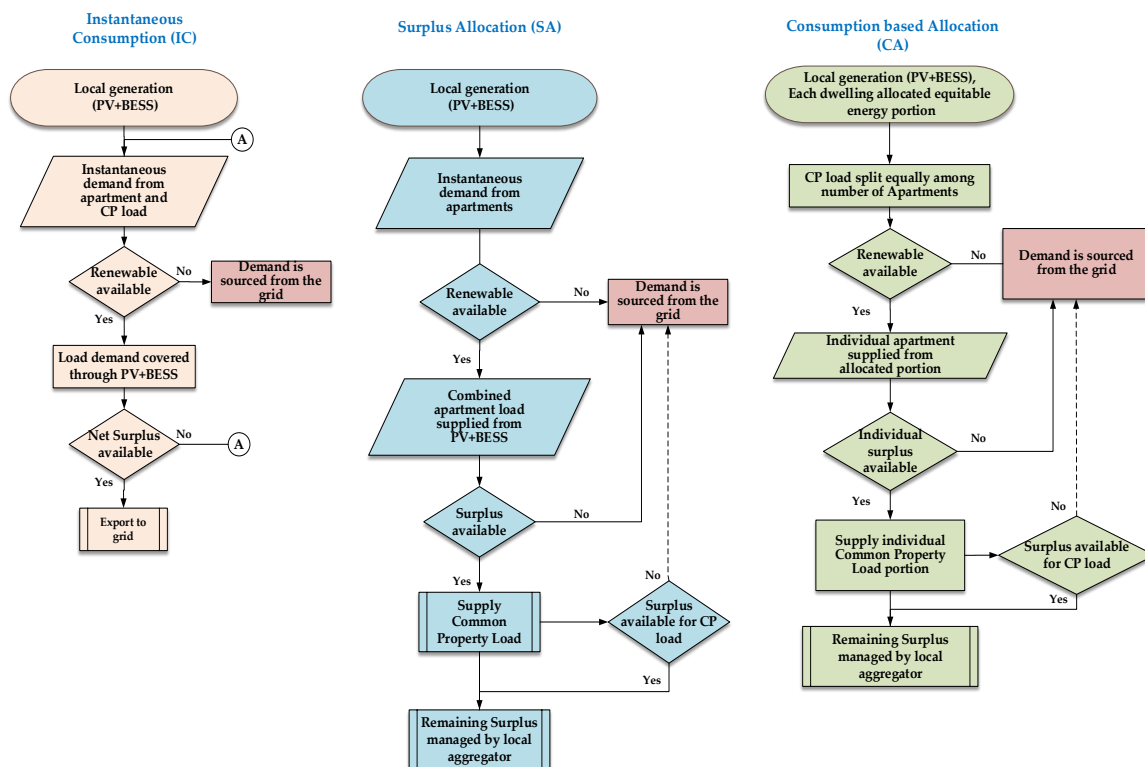 Instantaneous
Consumption (IC)
Local generation
(PV+BESS)
A
Instantaneous
demand from
apartment and
CP load
Renewable
available
No
Demand is
sourced from the
grid
Yes
Load demand covered
through PV+BESS
Net Surplus
available
No
A
Yes
Export to
grid
Surplus Allocation (SA)
Local generation
(PV+BESS)
Instantaneous
demand from
apartments
Renewable
available
No
Demand is
sourced from the
grid
Yes
Combined
apartment load
supplied from
PV+BESS
Surplus
available
No
Yes
Supply
Common
Property Load
No
Surplus
available for CP
load
Yes
Remaining Surplus
managed by local
aggregator
Consumption based Allocation
(CA)
Local generation (PV+BESS),
Each dwelling allocated equitable
energy portion
CP load split equally among
number of Apartments
Renewable
available
No
Demand is sourced
from the grid
Yes
Individual apartment
supplied from
allocated portion
Individual
surplus
available
No
Yes
Supply individual
Common Property
Load portion
No
Surplus available
for CP load
Yes
Remaining Surplus
managed by local
aggregator